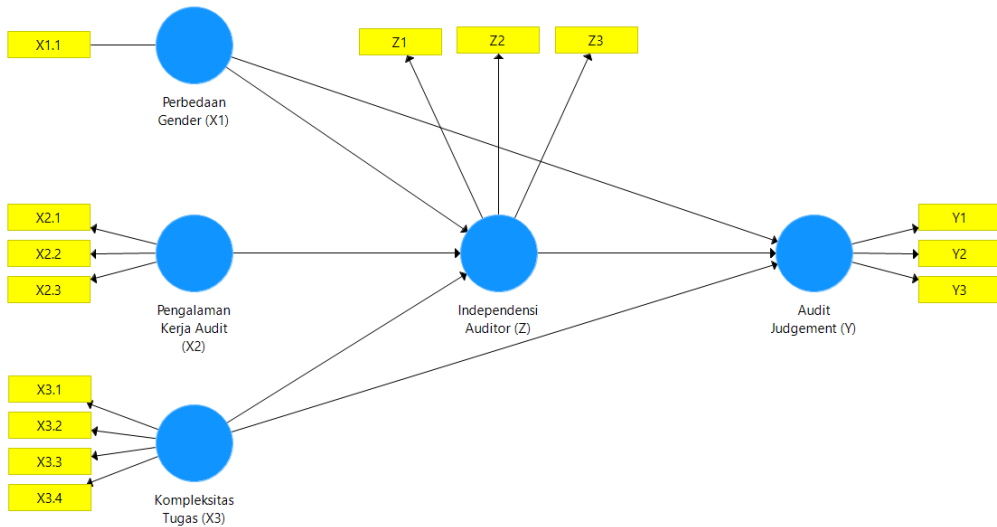 X1.1
Perbedaan
Gender (X1)
Z1
Z2
Z3
X2.1
X2.2
X2.3
Pengalaman
Kerja Audit
(X2)
Independensi
Auditor (Z)
Audit
Judgement (Y)
Y1
Y2
Y3
X3.1
X3.2
X3.3
X3.4
Kompleksitas
Tugas (X3)